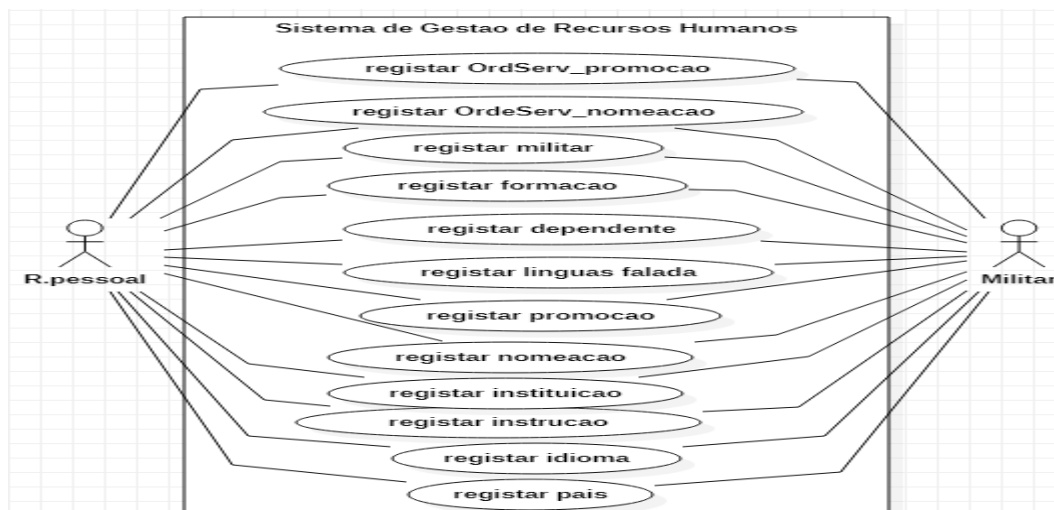 Sistema de Gestao de Recursos Humanos
registar OrdServ_promocao
registar OrdeServ_nomeacao
registar militar
registar formacao
registar dependente
registar linguas falada
registar promocao
registar nomeacao
registar instituicao
registar instrucao
registar idioma
registar pais
R.pessoal
Militar